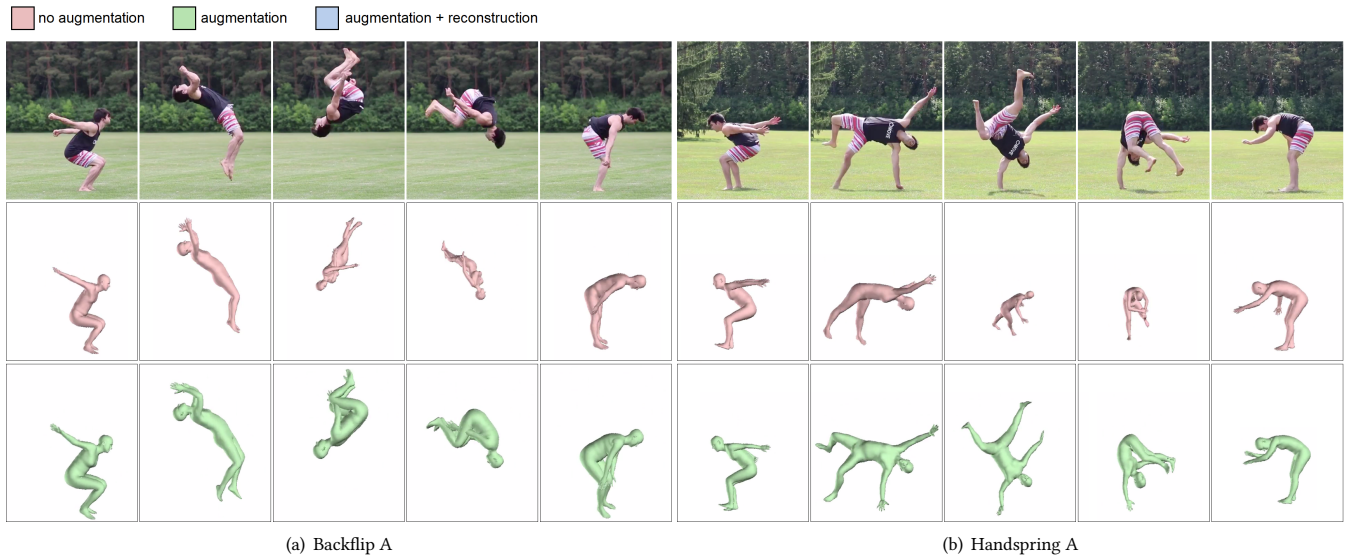 no augmentation augmentation augmentation + reconstruction
(a) Backflip A
(b) Handspring A